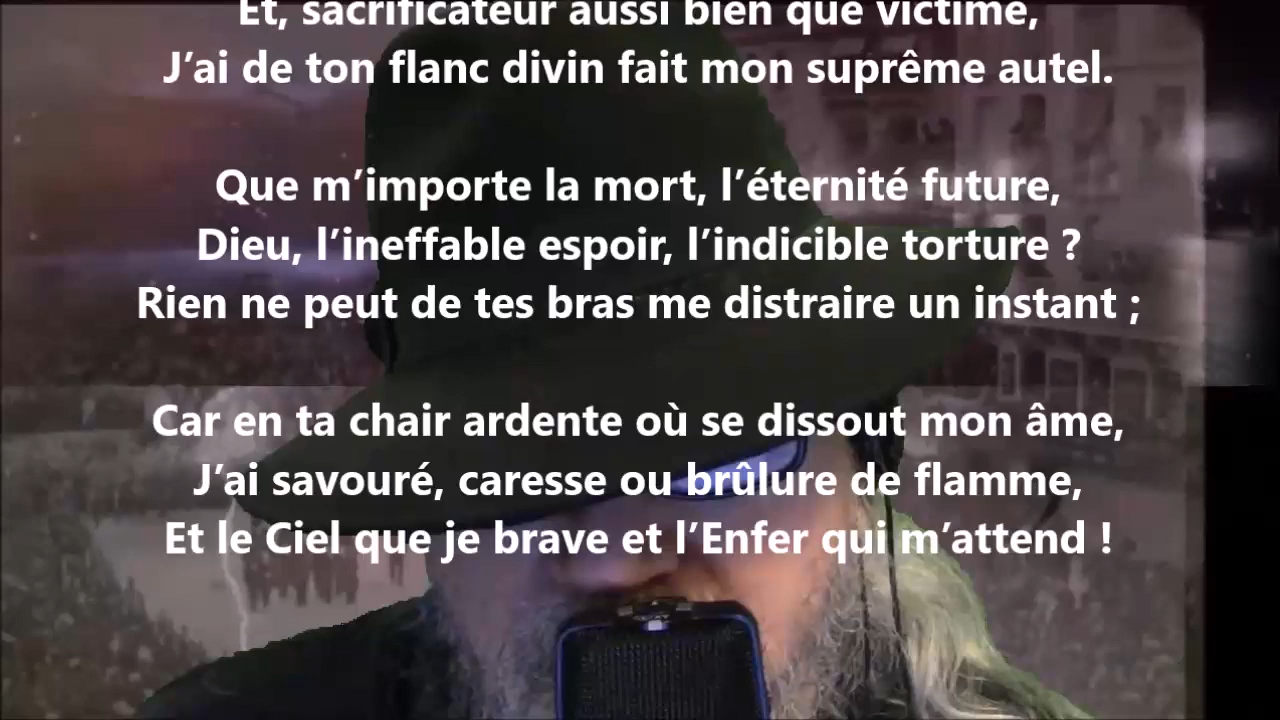 Et, sacrificateur aussi bien que victime,
J’ai de ton flanc divin fait mon suprême autel.
Que m’importe la mort, l’éternité future,
Dieu, l’ineffable espoir, l’indicible torture ?
Rien ne peut de tes bras me distraire un instant ;
Car en ta chair ardente où se dissout mon âme,
J’ai savouré, caresse ou brûlure de flamme,
Et le Ciel que je brave et l’Enfer qui m’attend !